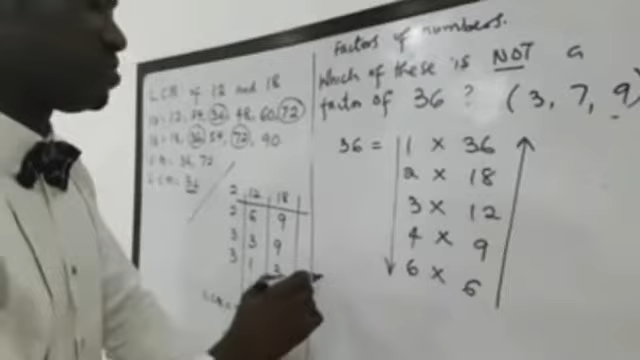 LCM of 12 and 18
12 = 12, 24, 36, 48, 60, 72
18 = 18, 36, 54, 72, 90
36, 72
LCM = 36
2 12 18
2 6 9
3 3 9
3 1 3
Factors of numbers.
Which of these is NOT a
factor of 36? (3, 7, 9)
36 = 1 × 36
2 × 18
3 × 12
4 × 9
6 × 6